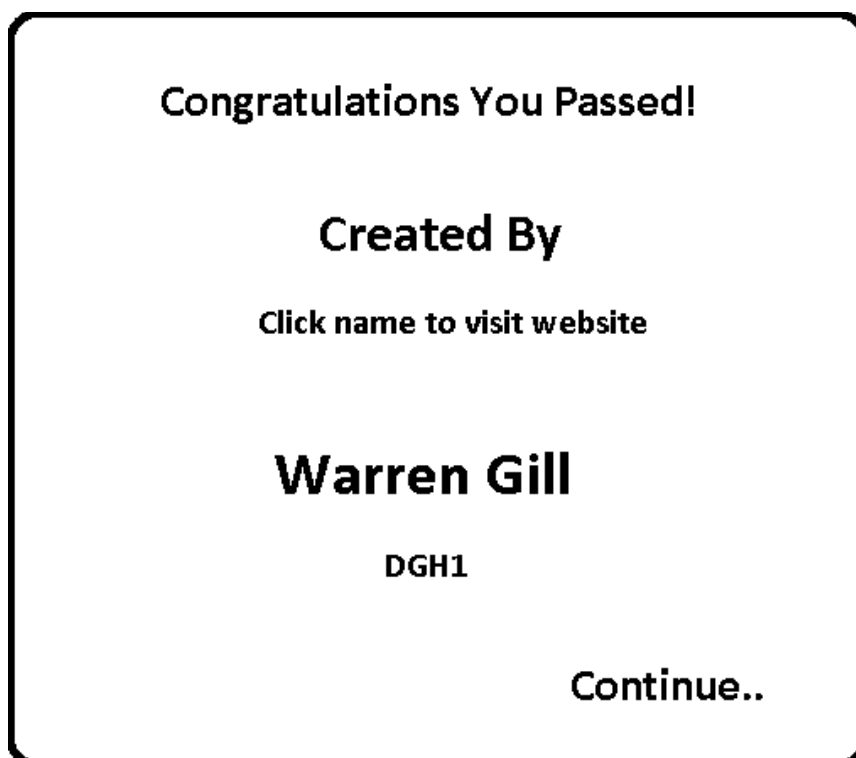 Congratulations You Passed!
Created By
Click name to visit website
Warren Gill
DGH1
Continue..